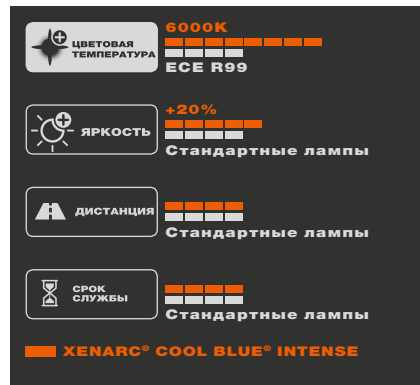 ЦВЕТОВАЯ
ТЕМПЕРАТУРА
6000K
ECE R99
ЯРКОСТЬ
+20%
Стандартные лампы
ДИСТАНЦИЯ
Стандартные лампы
СРОК
СЛУЖБЫ
Стандартные лампы
XENARC® COOL BLUE® INTENSE